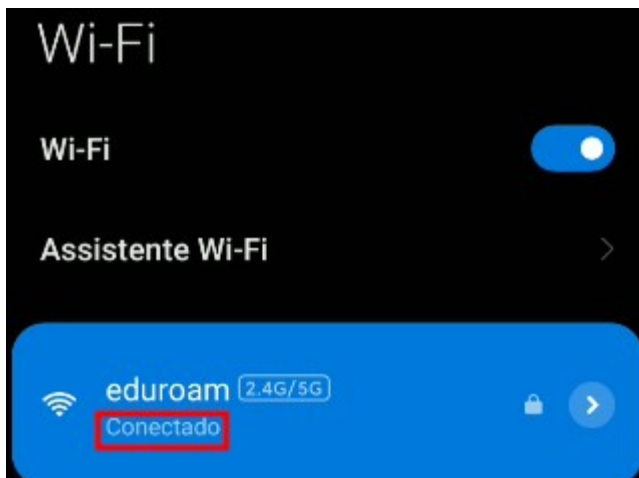 Wi-Fi
Wi-Fi
Assistente Wi-Fi
eduroam 2.4G/5G
Conectado